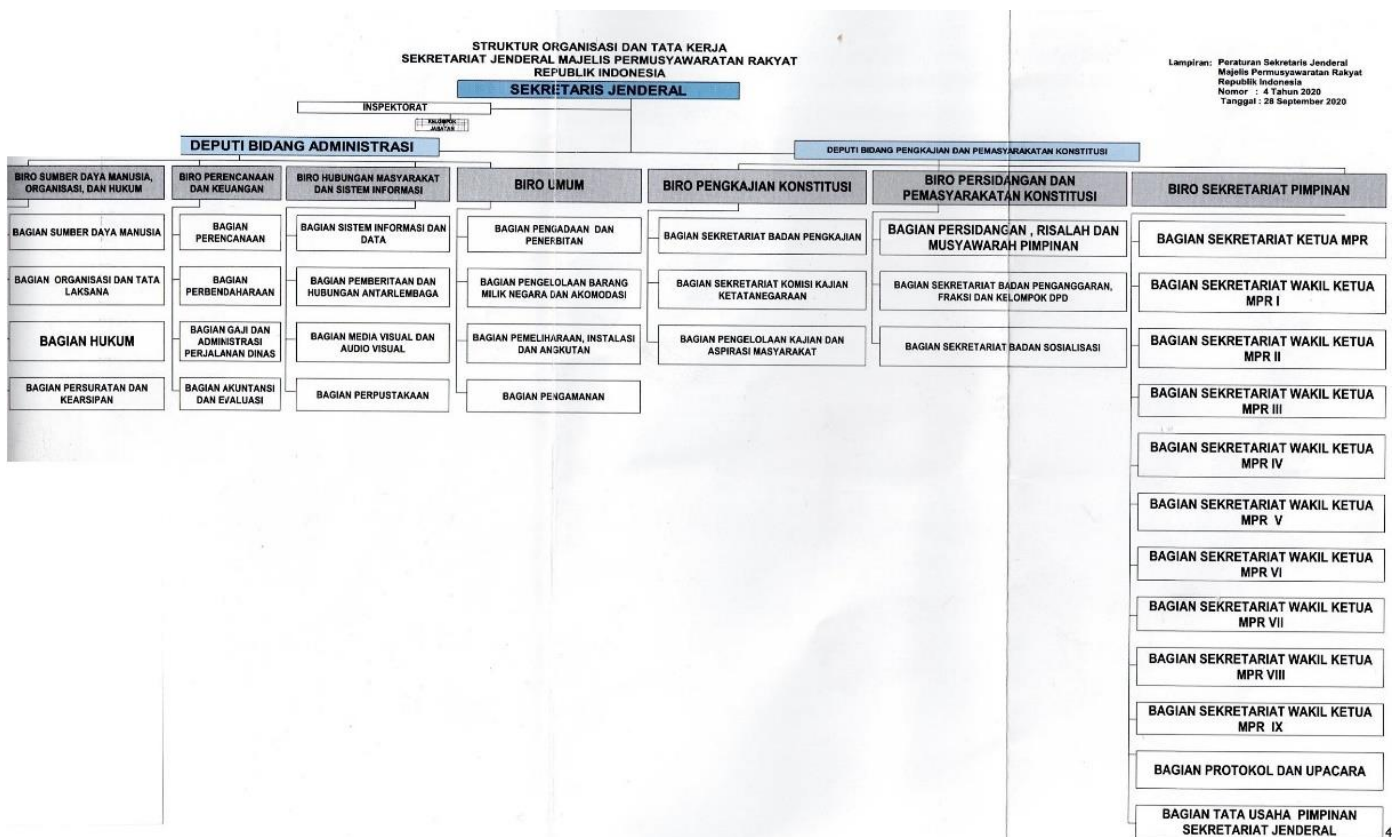 STRUKTUR ORGANISASI DAN TATA KERJA
SEKRETARIAT JENDERAL MAJELIS PERMUSYAWARATAN RAKYAT
REPUBLIK INDONESIA
Lampiran: Peraturan Sekretaris Jenderal
Majelis Permusyawaratan Rakyat
Republik Indonesia
Nomor : 4 Tahun 2020
Tanggal : 28 September 2020
SEKRETARIS JENDERAL
INSPEKTORAT
KELOMPOK
JABATAN
DEPUTI BIDANG ADMINISTRASI
DEPUTI BIDANG PENGKAJIAN DAN PEMASYARAKATAN KONSTITUSI
BIRO SUMBER DAYA MANUSIA,
ORGANISASI, DAN HUKUM
BAGIAN SUMBER DAYA MANUSIA
BAGIAN ORGANISASI DAN TATA
LAKSANA
BAGIAN HUKUM
BAGIAN PERSURATAN DAN
KEARSIPAN
BIRO PERENCANAAN
DAN KEUANGAN
BAGIAN
PERENCANAAN
BAGIAN
PERBENDAHARAAN
BAGIAN GAJI DAN
ADMINISTRASI
PERJALANAN DINAS
BAGIAN AKUNTANSI
DAN EVALUASI
BIRO HUBUNGAN MASYARAKAT
DAN SISTEM INFORMASI
BAGIAN SISTEM INFORMASI DAN
DATA
BAGIAN PEMBERITAAN DAN
HUBUNGAN ANTARLEMBAGA
BAGIAN MEDIA VISUAL DAN
AUDIO VISUAL
BAGIAN PERPUSTAKAAN
BIRO UMUM
BAGIAN PENGADAAN DAN
PENERBITAN
BAGIAN PENGELOLAAN BARANG
MILIK NEGARA DAN AKOMODASI
BAGIAN PEMELIHARAAN, INSTALASI
DAN ANGKUTAN
BAGIAN PENGAMANAN
BIRO PENGKAJIAN KONSTITUSI
BAGIAN SEKRETARIAT BADAN PENGKAJIAN
BAGIAN SEKRETARIAT KOMISI KAJIAN
KETATANEGARAAN
BAGIAN PENGELOLAAN KAJIAN DAN
ASPIRASI MASYARAKAT
BIRO PERSIDANGAN DAN
PEMASYARAKATAN KONSTITUSI
BAGIAN PERSIDANGAN , RISALAH DAN
MUSYAWARAH PIMPINAN
BAGIAN SEKRETARIAT BADAN PENGANGGARAN,
FRAKSI DAN KELOMPOK DPD
BAGIAN SEKRETARIAT BADAN SOSIALISASI
BIRO SEKRETARIAT PIMPINAN
BAGIAN SEKRETARIAT KETUA MPR
BAGIAN SEKRETARIAT WAKIL KETUA
MPR I
BAGIAN SEKRETARIAT WAKIL KETUA
MPR II
BAGIAN SEKRETARIAT WAKIL KETUA
MPR III
BAGIAN SEKRETARIAT WAKIL KETUA
MPR IV
BAGIAN SEKRETARIAT WAKIL KETUA
MPR V
BAGIAN SEKRETARIAT WAKIL KETUA
MPR VI
BAGIAN SEKRETARIAT WAKIL KETUA
MPR VII
BAGIAN SEKRETARIAT WAKIL KETUA
MPR VIII
BAGIAN SEKRETARIAT WAKIL KETUA
MPR IX
BAGIAN PROTOKOL DAN UPACARA
BAGIAN TATA USAHA PIMPINAN
SEKRETARIAT JENDERAL
4